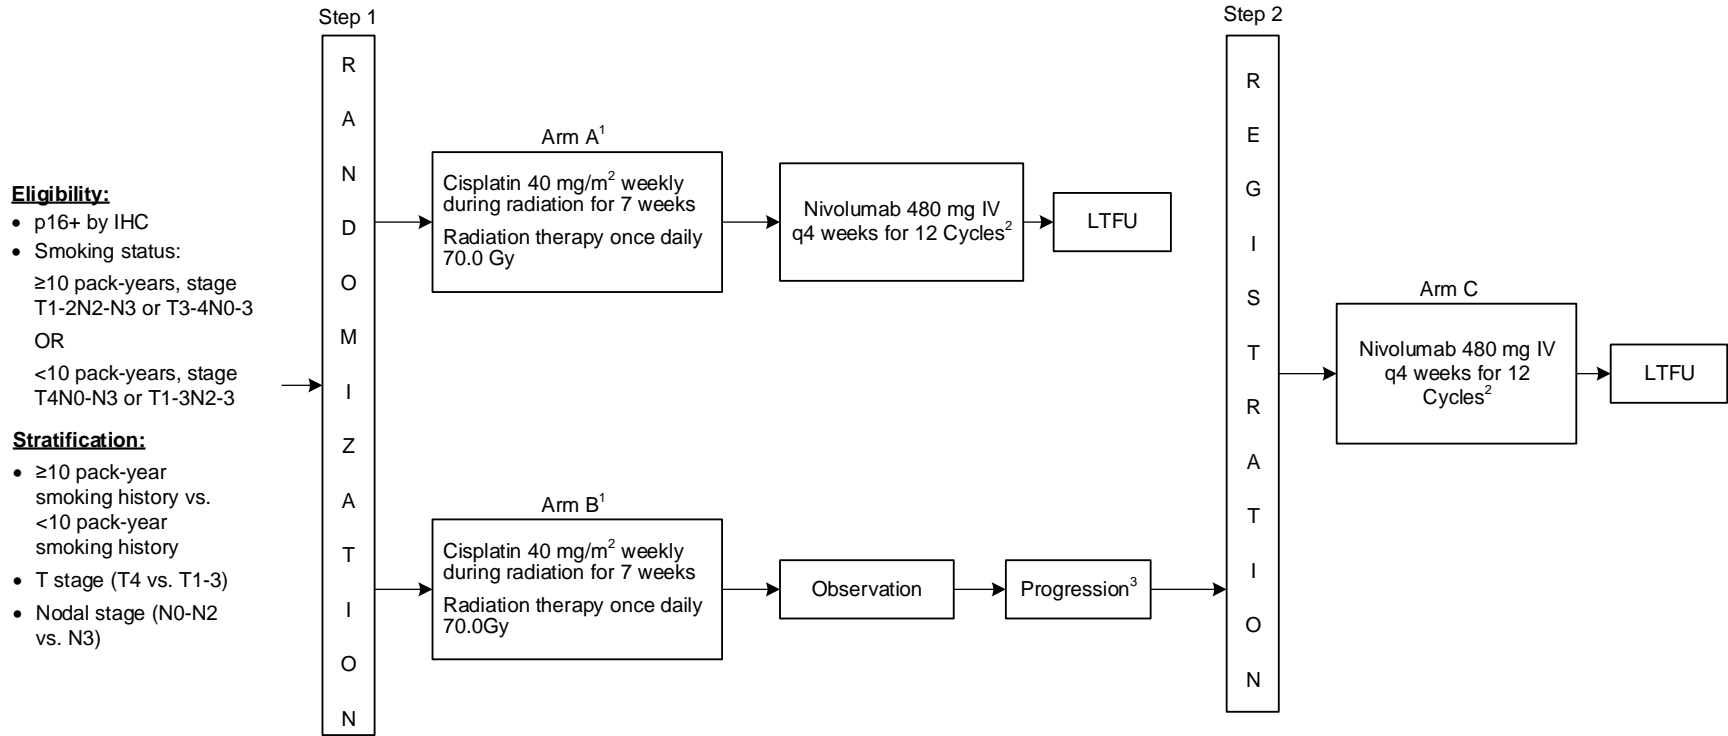 Step 1
Step 2
R
A
N
D
O
M
I
Z
A
T
I
O
N
Eligibility:
• p16+ by IHC
• Smoking status:
≥10 pack-years, stage
T1-2N2-N3 or T3-4N0-3
OR
<10 pack-years, stage
T4N0-N3 or T1-3N2-3
Stratification:
• ≥10 pack-year
smoking history vs.
<10 pack-year
smoking history
• T stage (T4 vs. T1-3)
• Nodal stage (N0-N2
vs. N3)
Arm A¹
Cisplatin 40 mg/m² weekly
during radiation for 7 weeks
Radiation therapy once daily
70.0 Gy
Nivolumab 480 mg IV
q4 weeks for 12 Cycles²
LTFU
Arm B¹
Cisplatin 40 mg/m² weekly
during radiation for 7 weeks
Radiation therapy once daily
70.0Gy
Observation
Progression³
R
E
G
I
S
T
R
A
T
I
O
N
Arm C
Nivolumab 480 mg IV
q4 weeks for 12
Cycles²
LTFU